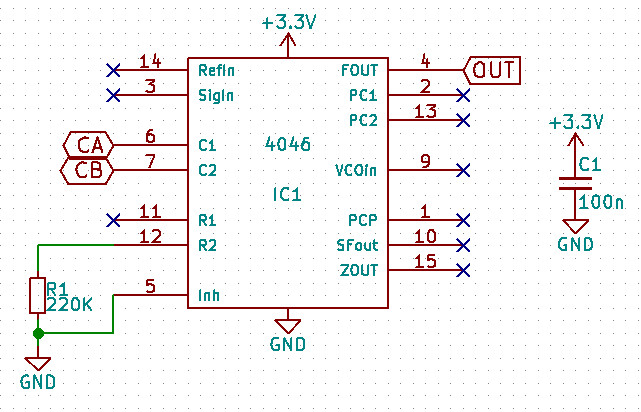 +3.3V
14 RefIn FOUT 4 OUT
3 SigIn PC1 2
PC2 13
+3.3V
CA 6 C1 4046
C1
CB 7 C2 VCOin 9
IC1
100n
11 R1 PCP 1
12 R2 SFout 10
GND
ZOUT 15
R1 5 Inh
220K
GND
GND